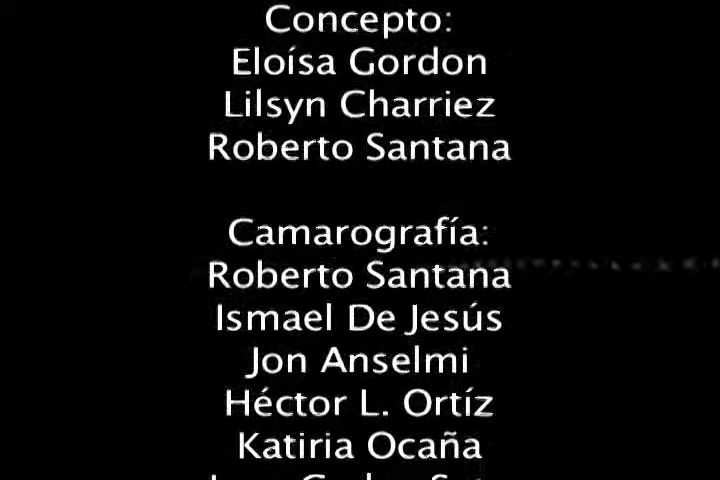 Concepto:
Eloísa Gordon
Lilsyn Charriez
Roberto Santana
Camarografía:
Roberto Santana
Ismael De Jesús
Jon Anselmi
Héctor L. Ortíz
Katiria Ocaña